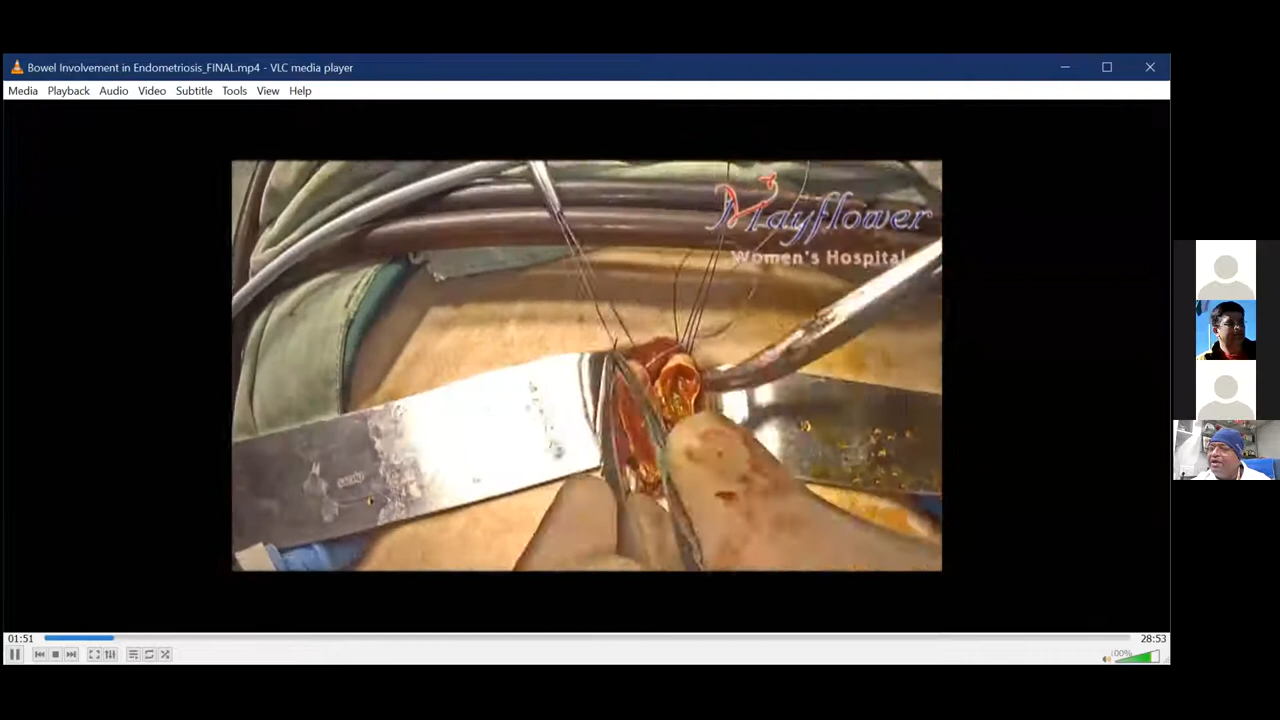 Bowel Involvement in Endometriosis_FINAL.mp4 - VLC media player
Media Playback Audio Video Subtitle Tools View Help
Mayflower
Women's Hospital
01:51
28:53
100%